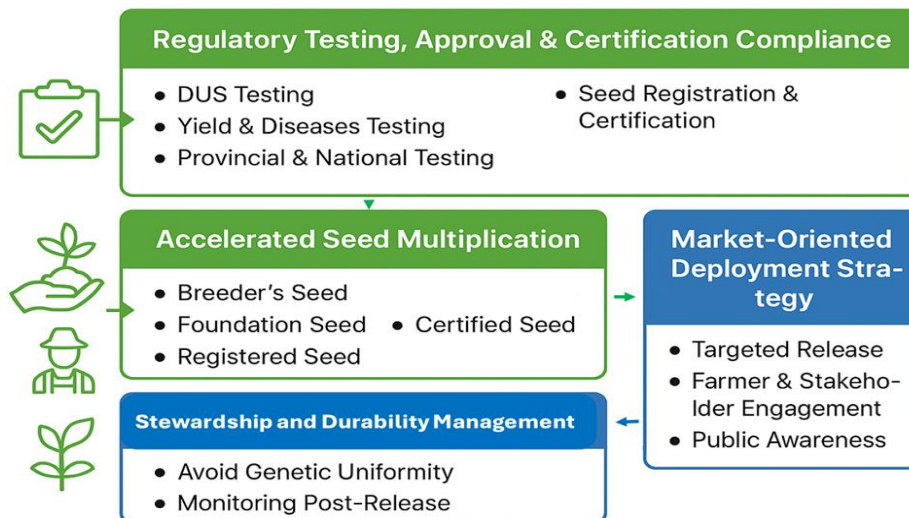 Regulatory Testing, Approval & Certification Compliance
• DUS Testing
• Yield & Diseases Testing
• Provincial & National Testing
• Seed Registration &
Certification
Accelerated Seed Multiplication
• Breeder's Seed
• Foundation Seed
• Registered Seed
• Certified Seed
Market-Oriented
Deployment Stra-
tegy
• Targeted Release
• Farmer & Stakeho-
lder Engagement
• Public Awareness
Stewardship and Durability Management
• Avoid Genetic Uniformity
• Monitoring Post-Release